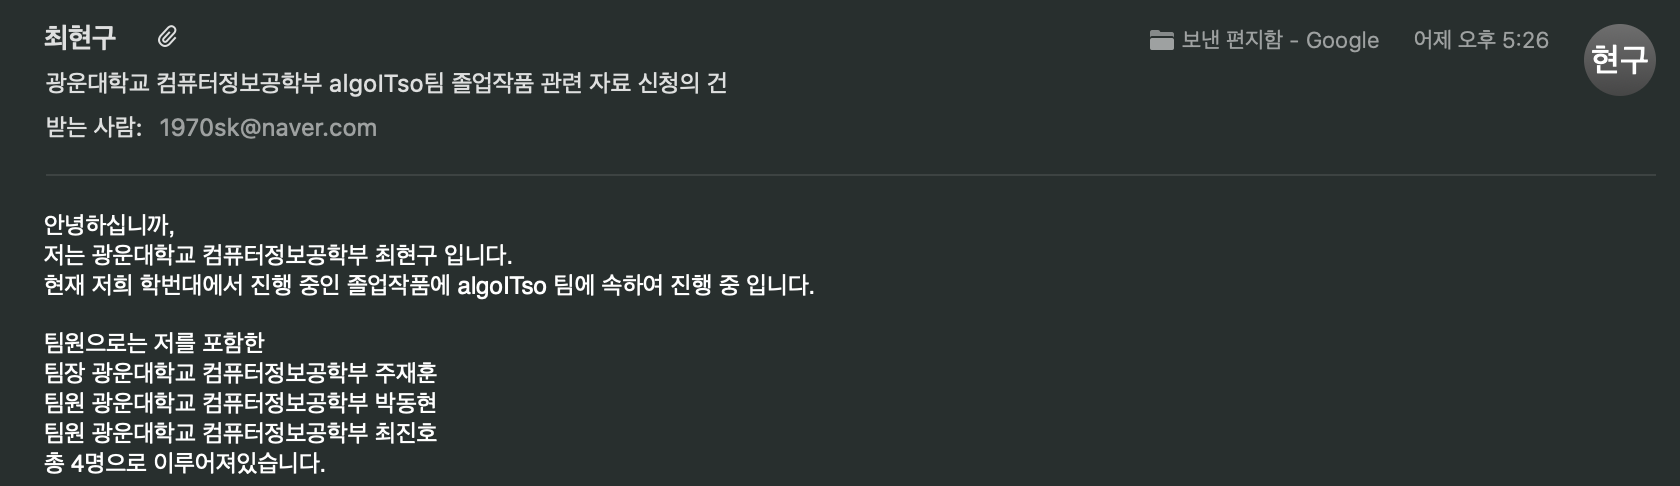 최현구
보낸 편지함 - Google 어제 오후 5:26
현구
광운대학교 컴퓨터정보공학부 algoITso팀 졸업작품 관련 자료 신청의 건
받는 사람: 1970sk@naver.com
안녕하십니까,
저는 광운대학교 컴퓨터정보공학부 최현구 입니다.
현재 저희 학번대에서 진행 중인 졸업작품에 algoITso 팀에 속하여 진행 중 입니다.
팀원으로는 저를 포함한
팀장 광운대학교 컴퓨터정보공학부 주재훈
팀원 광운대학교 컴퓨터정보공학부 박동현
팀원 광운대학교 컴퓨터정보공학부 최진호
총 4명으로 이루어져있습니다.